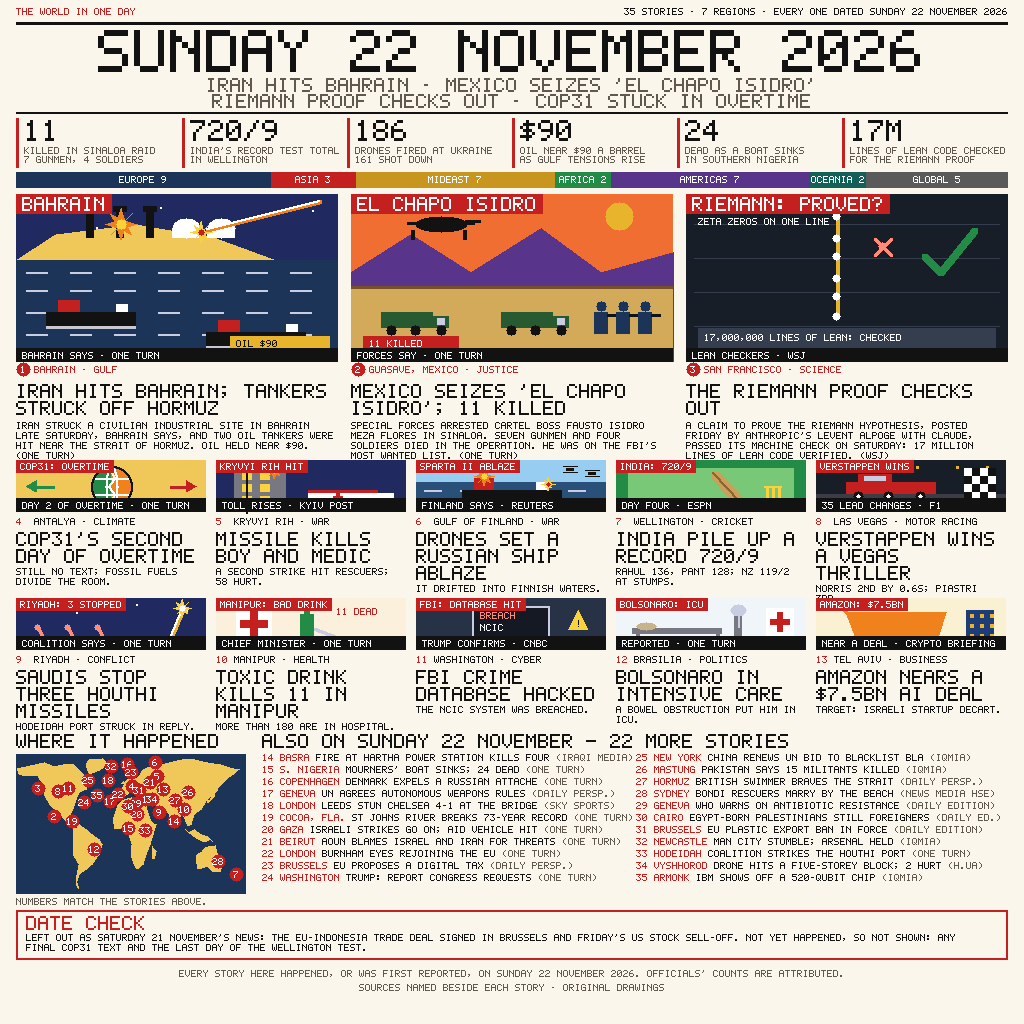 THE WORLD IN ONE DAY
35 STORIES · 7 REGIONS · EVERY ONE DATED SUNDAY 22 NOVEMBER 2026
SUNDAY 22 NOVEMBER 2026
IRAN HITS BAHRAIN · MEXICO SEIZES 'EL CHAPO ISIDRO'
RIEMANN PROOF CHECKS OUT · COP31 STUCK IN OVERTIME
11
KILLED IN SINALOA RAID
7 GUNMEN, 4 SOLDIERS
720/9
INDIA'S RECORD TEST TOTAL
IN WELLINGTON
186
DRONES FIRED AT UKRAINE
161 SHOT DOWN
$90
OIL NEAR $90 A BARREL
AS GULF TENSIONS RISE
24
DEAD AS A BOAT SINKS
IN SOUTHERN NIGERIA
17M
LINES OF LEAN CODE CHECKED
FOR THE RIEMANN PROOF
EUROPE 9
ASIA 3
MIDEAST 7
AFRICA 2
AMERICAS 7
OCEANIA 2
GLOBAL 5
BAHRAIN
OIL $90
BAHRAIN SAYS · ONE TURN
1 BAHRAIN · GULF
IRAN HITS BAHRAIN; TANKERS
STRUCK OFF HORMUZ
IRAN STRUCK A CIVILIAN INDUSTRIAL SITE IN BAHRAIN
LATE SATURDAY, BAHRAIN SAYS, AND TWO OIL TANKERS WERE
HIT NEAR THE STRAIT OF HORMUZ. OIL HELD NEAR $90.
(ONE TURN)
EL CHAPO ISIDRO
11 KILLED
FORCES SAY · ONE TURN
2 GUASAVE, MEXICO · JUSTICE
MEXICO SEIZES 'EL CHAPO
ISIDRO'; 11 KILLED
SPECIAL FORCES ARRESTED CARTEL BOSS FAUSTO ISIDRO
MEZA FLORES IN SINALOA. SEVEN GUNMEN AND FOUR
SOLDIERS DIED IN THE OPERATION. HE WAS ON THE FBI'S
MOST WANTED LIST. (ONE TURN)
RIEMANN: PROVED?
ZETA ZEROS ON ONE LINE
17,000,000 LINES OF LEAN: CHECKED
LEAN CHECKERS · WSJ
3 SAN FRANCISCO · SCIENCE
THE RIEMANN PROOF CHECKS
OUT
A CLAIM TO PROVE THE RIEMANN HYPOTHESIS, POSTED
FRIDAY BY ANTHROPIC'S LEVENT ALPOGE WITH CLAUDE,
PASSED ITS MACHINE CHECK ON SATURDAY: 17 MILLION
LINES OF LEAN CODE VERIFIED. (WSJ)
COP31: OVERTIME
DAY 2 OF OVERTIME · ONE TURN
4 ANTALYA · CLIMATE
COP31'S SECOND
DAY OF OVERTIME
STILL NO TEXT; FOSSIL FUELS
DIVIDE THE ROOM.
KRYVYI RIH HIT
TOLL RISES · KYIV POST
5 KRYVYI RIH · WAR
MISSILE KILLS
BOY AND MEDIC
A SECOND STRIKE HIT RESCUERS;
58 HURT.
SPARTA II ABLAZE
FINLAND SAYS · REUTERS
6 GULF OF FINLAND · WAR
DRONES SET A
RUSSIAN SHIP
ABLAZE
IT DRIFTED INTO FINNISH WATERS.
INDIA: 720/9
DAY FOUR · ESPN
7 WELLINGTON · CRICKET
INDIA PILE UP A
RECORD 720/9
RAHUL 136, PANT 128; NZ 119/2
AT STUMPS.
VERSTAPPEN WINS
35 LEAD CHANGES · F1
8 LAS VEGAS · MOTOR RACING
VERSTAPPEN WINS
A VEGAS
THRILLER
NORRIS 2ND BY 0.6S; PIASTRI
RIYADH: 3 STOPPED
COALITION SAYS · ONE TURN
9 RIYADH · CONFLICT
SAUDIS STOP
THREE HOUTHI
MISSILES
HODEIDAH PORT STRUCK IN REPLY.
MANIPUR: BAD DRINK
11 DEAD
CHIEF MINISTER · ONE TURN
10 MANIPUR · HEALTH
TOXIC DRINK
KILLS 11 IN
MANIPUR
MORE THAN 180 ARE IN HOSPITAL.
FBI: DATABASE HIT
BREACH
NCIC
TRUMP CONFIRMS · CNBC
11 WASHINGTON · CYBER
FBI CRIME
DATABASE HACKED
THE NCIC SYSTEM WAS BREACHED.
BOLSONARO: ICU
REPORTED · ONE TURN
12 BRASILIA · POLITICS
BOLSONARO IN
INTENSIVE CARE
A BOWEL OBSTRUCTION PUT HIM IN
ICU.
AMAZON: $7.5BN
NEAR A DEAL · CRYPTO BRIEFING
13 TEL AVIV · BUSINESS
AMAZON NEARS A
$7.5BN AI DEAL
TARGET: ISRAELI STARTUP DECART.
WHERE IT HAPPENED
NUMBERS MATCH THE STORIES ABOVE.
ALSO ON SUNDAY 22 NOVEMBER – 22 MORE STORIES
14 BASRA FIRE AT HARTHA POWER STATION KILLS FOUR (IRAQI MEDIA)
15 S. NIGERIA MOURNERS' BOAT SINKS; 24 DEAD (ONE TURN)
16 COPENHAGEN DENMARK EXPELS A RUSSIAN ATTACHE (ONE TURN)
17 GENEVA UN AGREES AUTONOMOUS WEAPONS RULES (DAILY PERSP.)
18 LONDON LEEDS STUN CHELSEA 4-1 AT THE BRIDGE (SKY SPORTS)
19 COCOA, FLA. ST JOHNS RIVER BREAKS 73-YEAR RECORD (ONE TURN)
20 GAZA ISRAELI STRIKES GO ON; AID VEHICLE HIT (ONE TURN)
21 BEIRUT AOUN BLAMES ISRAEL AND IRAN FOR THREATS (ONE TURN)
22 LONDON BURNHAM EYES REJOINING THE EU (ONE TURN)
23 BRUSSELS EU PROPOSES A DIGITAL TAX (DAILY PERSP.)
24 WASHINGTON TRUMP: REPORT CONGRESS REQUESTS (ONE TURN)
25 NEW YORK CHINA RENEWS UN BID TO BLACKLIST BLA (IQMIA)
26 MASTUNG PAKISTAN SAYS 15 MILITANTS KILLED (IQMIA)
27 HORMUZ BRITISH SWIMMER BRAVES THE STRAIT (DAILY PERSP.)
28 SYDNEY BONDI RESCUERS MARRY BY THE BEACH (NEWS MEDIA HSE)
29 GENEVA WHO WARNS ON ANTIBIOTIC RESISTANCE (DAILY EDITION)
30 CAIRO EGYPT-BORN PALESTINIANS STILL FOREIGNERS (DAILY ED.)
31 BRUSSELS EU PLASTIC EXPORT BAN IN FORCE (DAILY EDITION)
32 NEWCASTLE MAN CITY STUMBLE; ARSENAL HELD (IQMIA)
33 HODEIDAH COALITION STRIKES THE HOUTHI PORT (ONE TURN)
34 VYSHHOROD DRONE HITS A FIVE-STOREY BLOCK; 2 HURT (H.UA)
35 ARMONK IBM SHOWS OFF A 520-QUBIT CHIP (IQMIA)
DATE CHECK
LEFT OUT AS SATURDAY 21 NOVEMBER'S NEWS: THE EU-INDONESIA TRADE DEAL SIGNED IN BRUSSELS AND FRIDAY'S US STOCK SELL-OFF. NOT YET HAPPENED, SO NOT SHOWN: ANY
FINAL COP31 TEXT AND THE LAST DAY OF THE WELLINGTON TEST.
EVERY STORY HERE HAPPENED, OR WAS FIRST REPORTED, ON SUNDAY 22 NOVEMBER 2026. OFFICIALS' COUNTS ARE ATTRIBUTED.
SOURCES NAMED BESIDE EACH STORY · ORIGINAL DRAWINGS